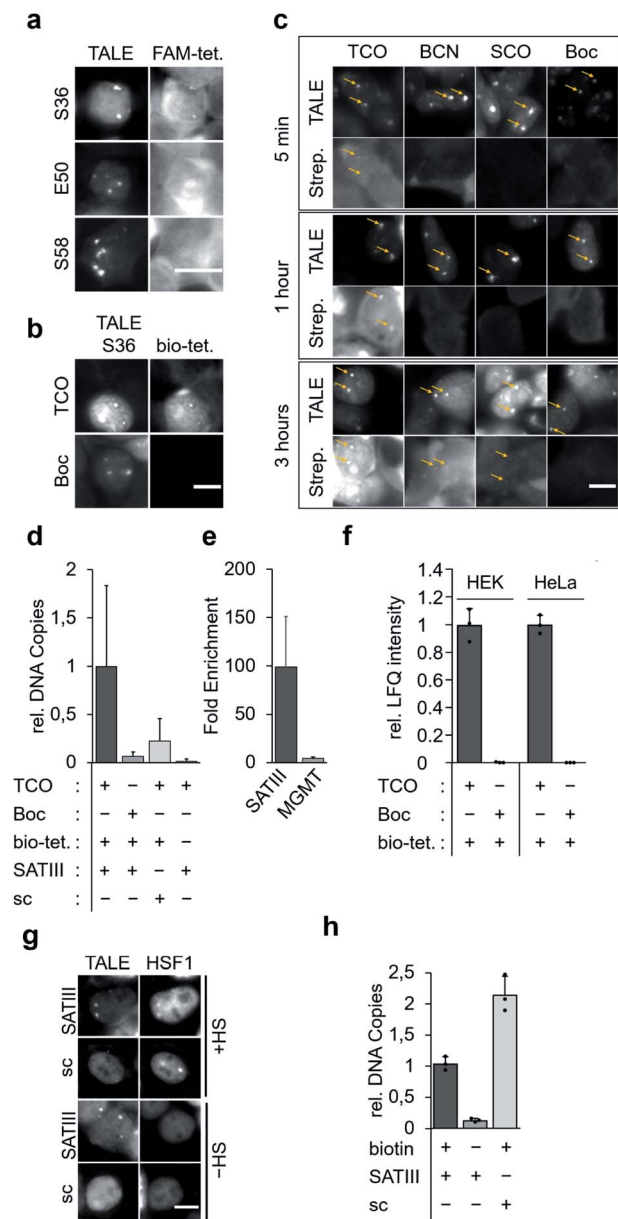 a
TALE FAM-tet.
S36
E50
S58
b
TALE
S36 bio-tet.
TCO
Boc
c
TCO BCN SCO Boc
5 min
TALE
Strep.
1 hour
TALE
Strep.
3 hours
TALE
Strep.
d
rel. DNA Copies
2
1,5
1
0,5
0
TCO : + − + +
Boc : − + − −
bio-tet. : + + + −
SATIII : + + − +
sc : − − + −
e
Fold Enrichment
200
150
100
50
0
SATIII MGMT
f
rel. LFQ intensity
1.4
1.2
1
0.8
0.6
0.4
0.2
0
HEK HeLa
TCO : + − + −
Boc : − + − +
bio-tet. : + + + +
g
TALE HSF1
SATIII
sc
+HS
SATIII
sc
−HS
h
rel. DNA Copies
2,5
2
1,5
1
0,5
0
biotin + − +
SATIII + + −
sc − − +